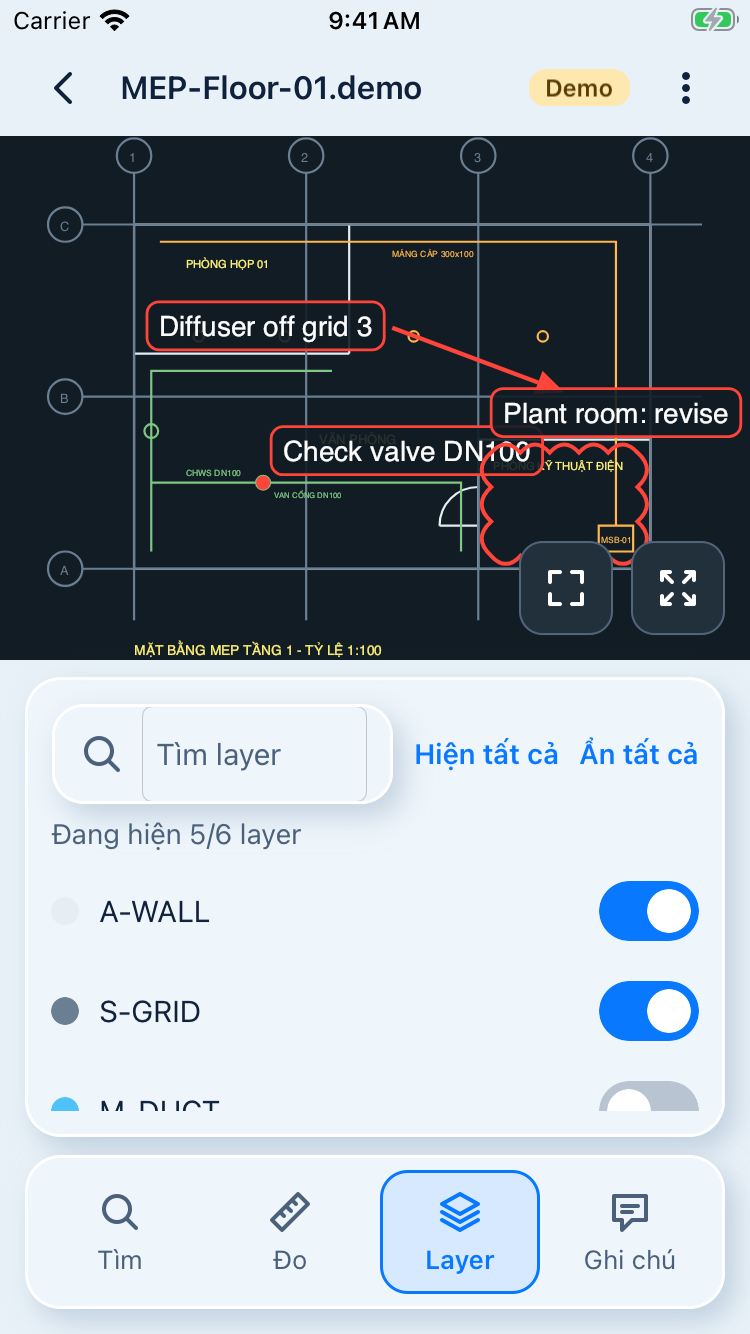 Carrier
9:41 AM
MEP-Floor-01.demo
Demo
1
2
3
4
C
PHÒNG HỌP 01
MÁNG CÁP 300x100
Diffuser off grid 3
B
Plant room: revise
VĂN PHÒNG
Check valve DN100
PHÒNG KỸ THUẬT ĐIỆN
CHWS DN100
VAN CỔNG DN100
MSB-01
A
MẶT BẰNG MEP TẦNG 1 - TỶ LỆ 1:100
Tìm layer
Hiện tất cả
Ẩn tất cả
Đang hiện 5/6 layer
A-WALL
S-GRID
M-DUCT
Tìm
Đo
Layer
Ghi chú